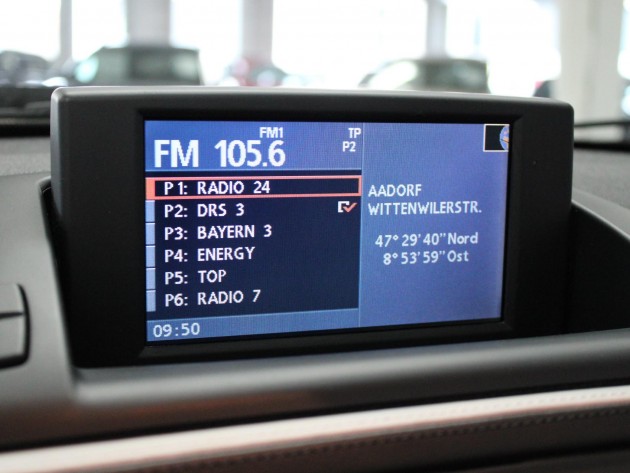 FM1 TP
FM 105.6 P2
P1: RADIO 24
P2: DRS 3
P3: BAYERN 3
P4: ENERGY
P5: TOP
P6: RADIO 7
09:50
AADORF
WITTENWILERSTR.
47° 29'40" Nord
8° 53'59" Ost